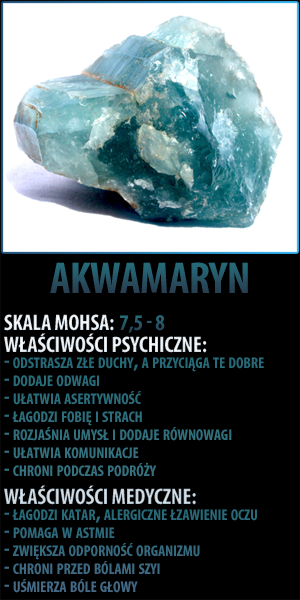 AKWAMARYN
SKALA MOHSA: 7,5 - 8
WŁAŚCIWOŚCI PSYCHICZNE:
- ODSTRASZA ZŁE DUCHY, A PRZYCIĄGA TE DOBRE
- DODAJE ODWAGI
- UŁATWIA ASERTYWNOŚĆ
- ŁAGODZI FOBIĘ I STRACH
- ROZJAŚNIA UMYSŁ I DODAJE RÓWNOWAGI
- UŁATWIA KOMUNIKACJE
- CHRONI PODCZAS PODRÓŻY
WŁAŚCIWOŚCI MEDYCZNE:
- ŁAGODZI KATAR, ALERGICZNE ŁZAWIENIE OCZU
- POMAGA W ASTMIE
- ZWIĘKSZA ODPORNOŚĆ ORGANIZMU
- CHRONI PRZED BÓLAMI SZYI
- UŚMIERZA BÓLE GŁOWY